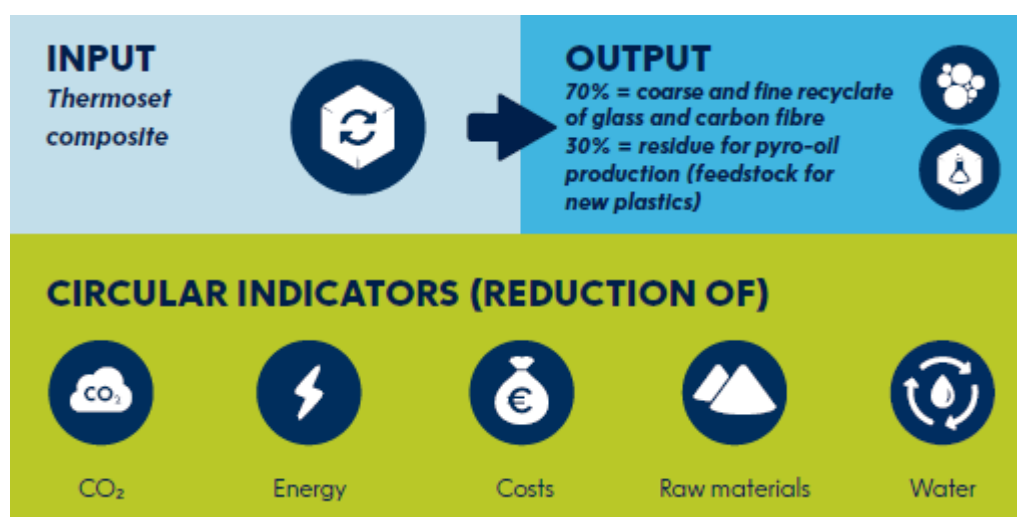 INPUT
Thermoset
composite
OUTPUT
70% = coarse and fine recyclate
of glass and carbon fibre
30% = residue for pyro-oil
production (feedstock for
new plastics)
CIRCULAR INDICATORS (REDUCTION OF)
CO₂
€
CO₂
Energy
Costs
Raw materials
Water